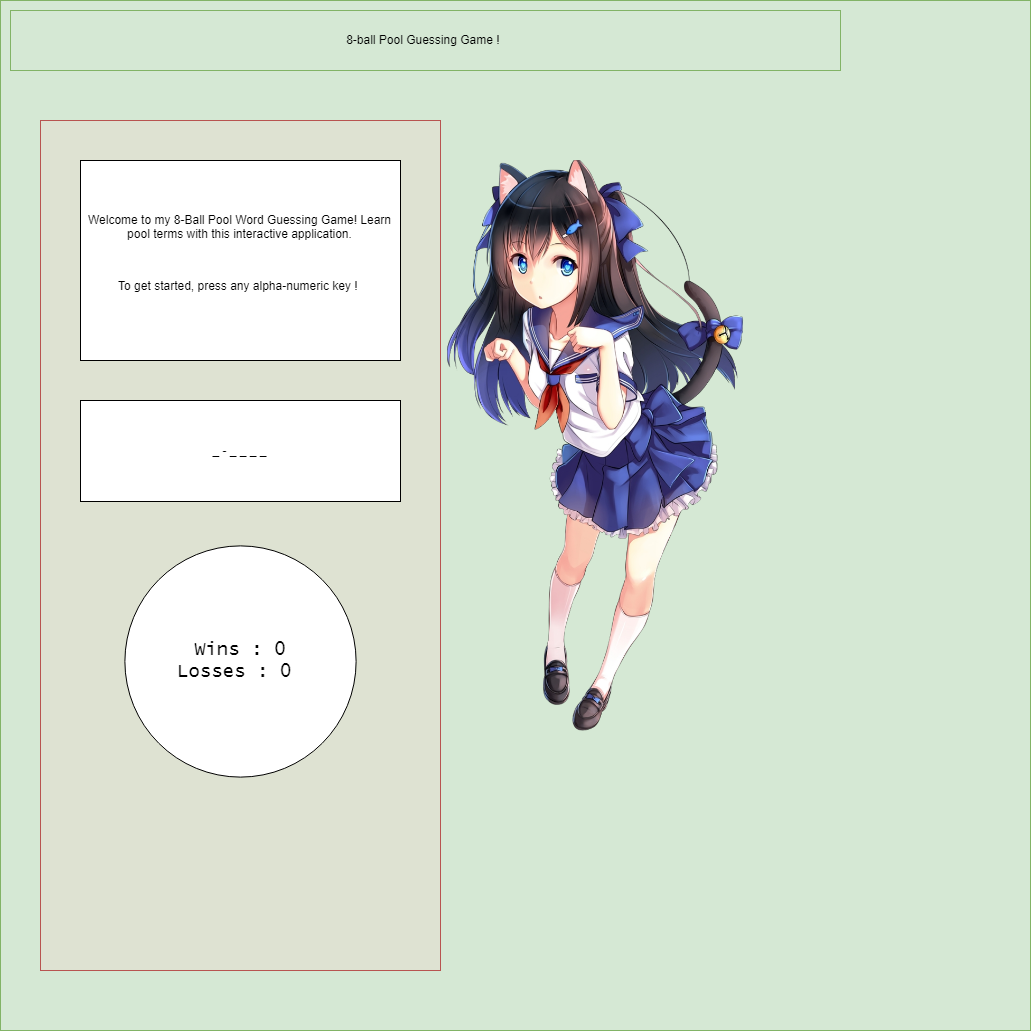 8-ball Pool Guessing Game !
Welcome to my 8-Ball Pool Word Guessing Game! Learn
pool terms with this interactive application.
To get started, press any alpha-numeric key !
_-____
Wins : 0
Losses : 0